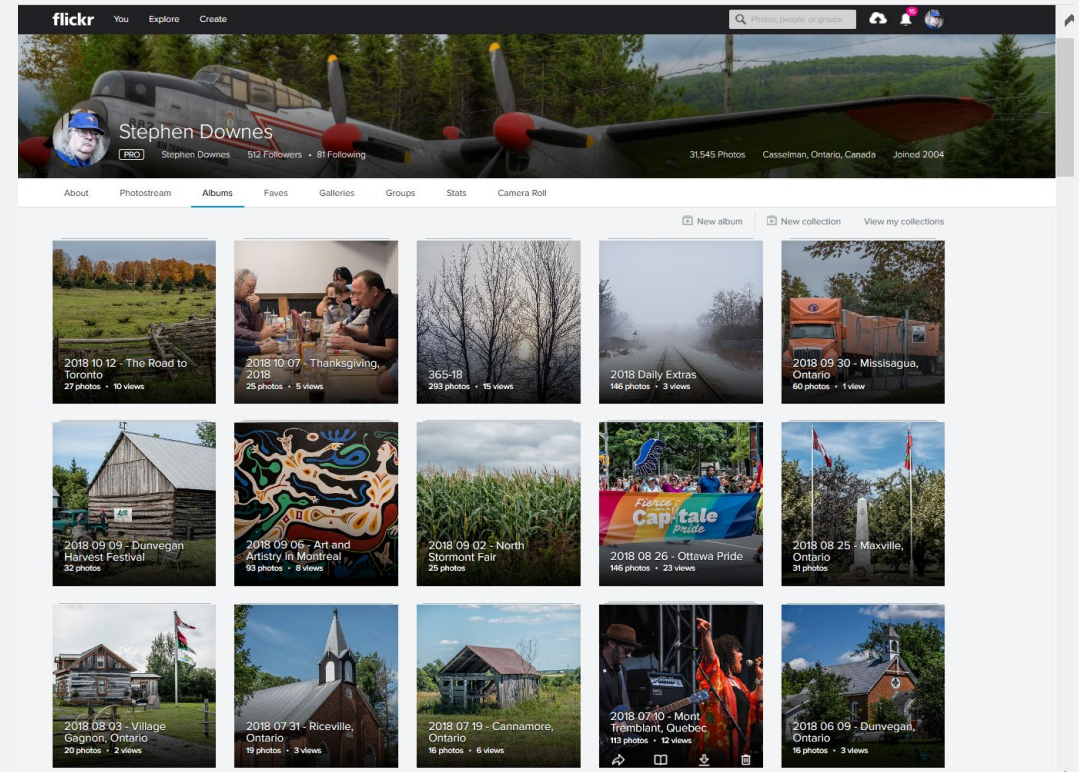 flickr You Explore Create Photos, people, or groups 16
Stephen Downes
PRO Stephen Downes 512 Followers • 81 Following 31,545 Photos Casselman, Ontario, Canada Joined 2004
About Photostream Albums Faves Galleries Groups Stats Camera Roll
New album New collection View my collections
2018 10 12 - The Road to
Toronto
27 photos • 10 views
2018 10 07 - Thanksgiving,
2018
25 photos • 5 views
365-18
293 photos • 15 views
2018 Daily Extras
146 photos • 3 views
2018 09 30 - Missisagua,
Ontario
60 photos • 1 view
2018 09 09 - Dunvegan
Harvest Festival
32 photos
2018 09 06 - Art and
Artistry in Montreal
93 photos • 8 views
2018 09 02 - North
Stormont Fair
25 photos
Fierté
Capitale
Pride
2018 08 26 - Ottawa Pride
146 photos • 23 views
2018 08 25 - Maxville,
Ontario
31 photos
2018 08 03 - Village
Gagnon, Ontario
20 photos • 2 views
2018 07 31 - Riceville,
Ontario
19 photos • 3 views
2018 07 19 - Cannamore,
Ontario
16 photos • 6 views
2018 07 10 - Mont
Tremblant, Quebec
113 photos • 12 views
2018 06 09 - Dunvegan,
Ontario
16 photos • 3 views